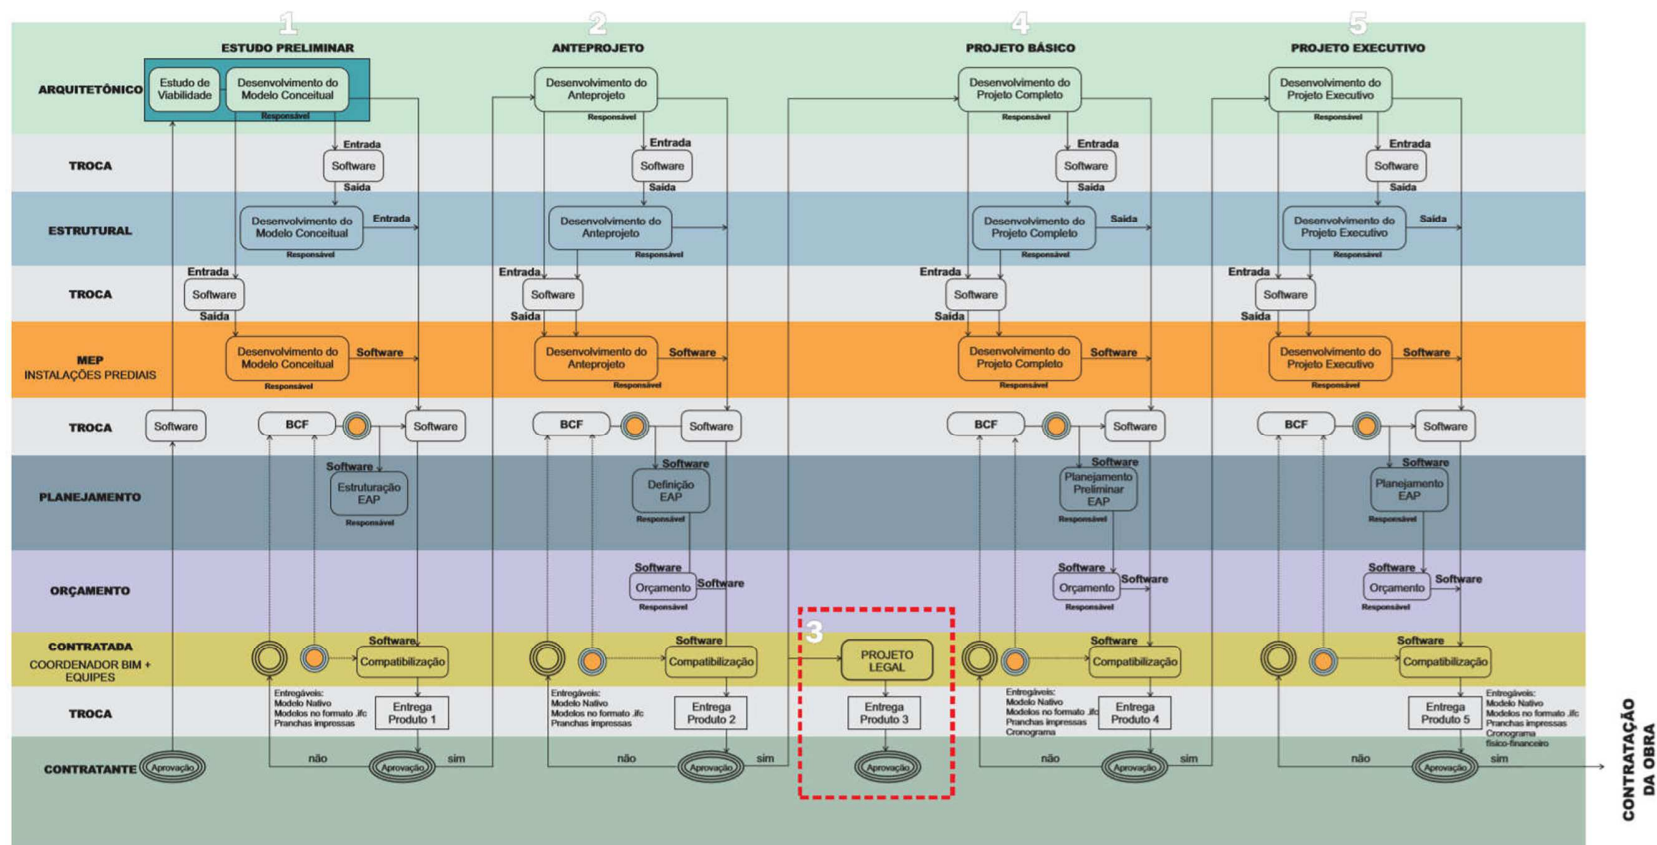 1
2
4
5
ESTUDO PRELIMINAR
ANTEPROJETO
PROJETO BÁSICO
PROJETO EXECUTIVO
ARQUITETÔNICO
Estudo de
Viabilidade
Desenvolvimento do
Modelo Conceitual
Responsável
Desenvolvimento do
Anteprojeto
Responsável
Desenvolvimento do
Projeto Completo
Responsável
Desenvolvimento do
Projeto Executivo
Responsável
TROCA
Entrada
Software
Saída
Entrada
Software
Saída
Entrada
Software
Saída
Entrada
Software
Saída
ESTRUTURAL
Desenvolvimento do
Modelo Conceitual
Entrada
Responsável
Desenvolvimento do
Anteprojeto
Responsável
Desenvolvimento do
Projeto Completo
Saída
Responsável
Desenvolvimento do
Projeto Executivo
Saída
Responsável
TROCA
Entrada
Software
Saída
Entrada
Software
Saída
Entrada
Software
Saída
Entrada
Software
Saída
MEP
INSTALAÇÕES PREDIAIS
Desenvolvimento do
Modelo Conceitual
Software
Responsável
Desenvolvimento do
Anteprojeto
Software
Responsável
Desenvolvimento do
Projeto Completo
Software
Responsável
Desenvolvimento do
Projeto Executivo
Software
Responsável
TROCA
Software
BCF
Software
BCF
Software
BCF
Software
BCF
Software
PLANEJAMENTO
Software
Estruturação
EAP
Responsável
Software
Definição
EAP
Responsável
Software
Planejamento
Preliminar
EAP
Responsável
Software
Planejamento
EAP
Responsável
ORÇAMENTO
Software
Orçamento
Software
Responsável
Software
Orçamento
Software
Responsável
Software
Orçamento
Software
Responsável
CONTRATADA
COORDENADOR BIM +
EQUIPES
Software
Compatibilização
Software
Compatibilização
3
PROJETO
LEGAL
Software
Compatibilização
Software
Compatibilização
TROCA
Entregáveis:
Modelo Nativo
Modelos no formato .ifc
Pranchas impressas
Entrega
Produto 1
Entregáveis:
Modelo Nativo
Modelos no formato .ifc
Pranchas impressas
Entrega
Produto 2
Entrega
Produto 3
Entregáveis:
Modelo Nativo
Modelos no formato .ifc
Pranchas impressas
Cronograma
Entrega
Produto 4
Entrega
Produto 5
Entregáveis:
Modelo Nativo
Modelos no formato .ifc
Pranchas impressas
Cronograma
físico-financeiro
CONTRATANTE
Aprovação
não
Aprovação
sim
não
Aprovação
sim
Aprovação
não
Aprovação
sim
não
Aprovação
sim
CONTRATAÇÃO
DA OBRA